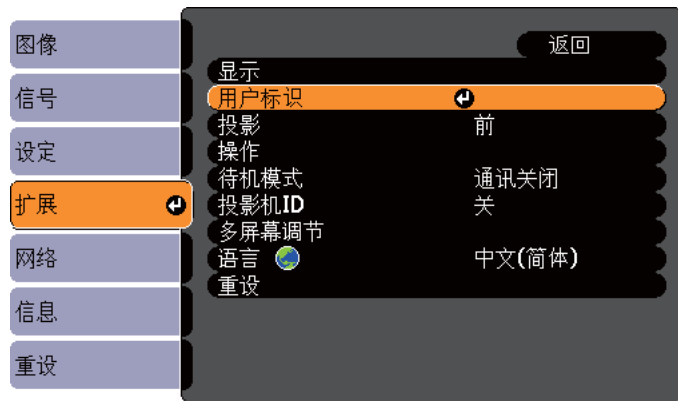 图像
信号
设定
扩展
网络
信息
重设
返回
显示
用户标识
投影 前
操作
待机模式 通讯关闭
投影机ID 关
多屏幕调节
语言 中文(简体)
重设